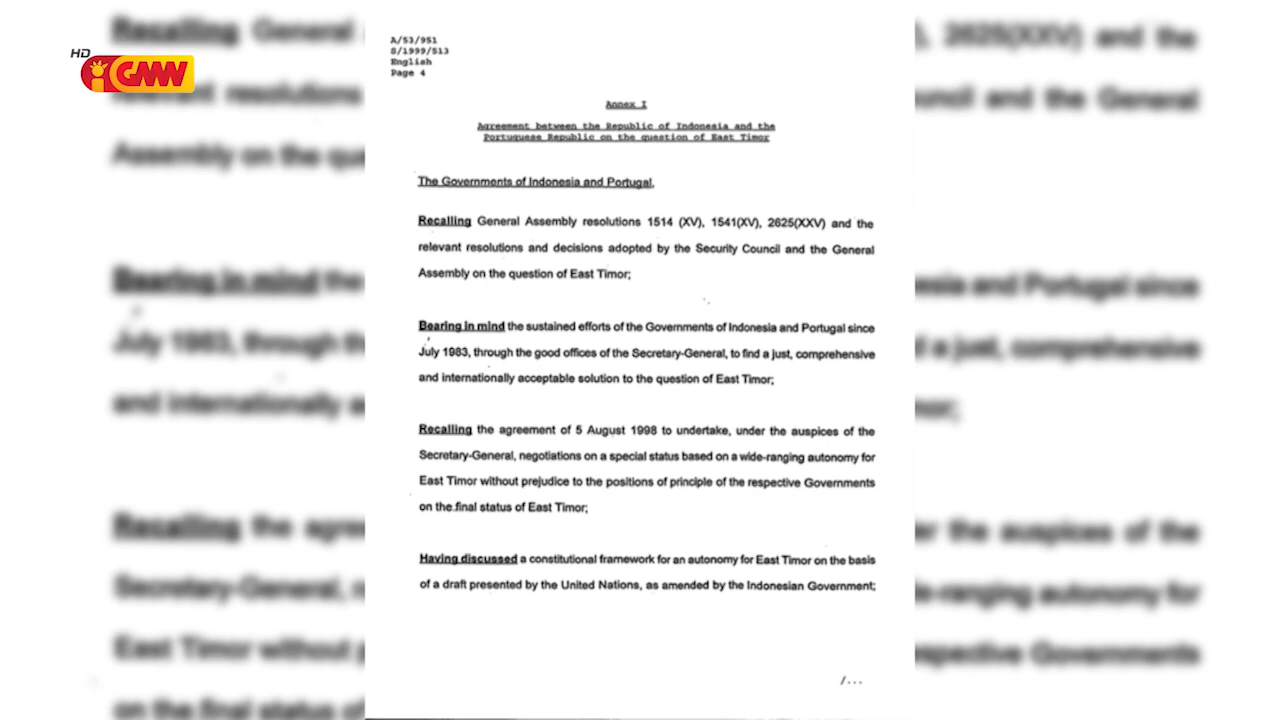 HD
GMN
A/53/951
S/1999/513
English
Page 4
Annex I
Agreement between the Republic of Indonesia and the
Portuguese Republic on the question of East Timor
The Governments of Indonesia and Portugal,
Recalling General Assembly resolutions 1514 (XV), 1541(XV), 2625(XXV) and the
relevant resolutions and decisions adopted by the Security Council and the General
Assembly on the question of East Timor;
Bearing in mind the sustained efforts of the Governments of Indonesia and Portugal since
July 1983, through the good offices of the Secretary-General, to find a just, comprehensive
and internationally acceptable solution to the question of East Timor;
Recalling the agreement of 5 August 1998 to undertake, under the auspices of the
Secretary-General, negotiations on a special status based on a wide-ranging autonomy for
East Timor without prejudice to the positions of principle of the respective Governments
on the final status of East Timor;
Having discussed a constitutional framework for an autonomy for East Timor on the basis
of a draft presented by the United Nations, as amended by the Indonesian Government;
/...